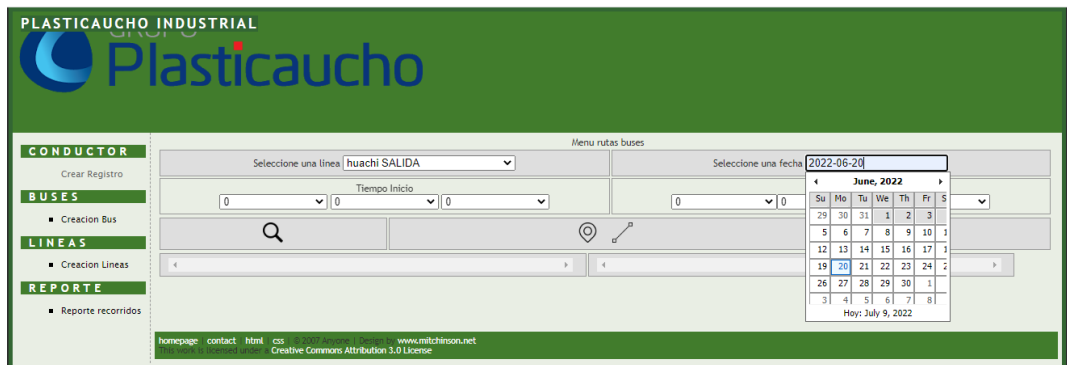 PLASTICAUCHO INDUSTRIAL
GRUPO
Plasticaucho
CONDUCTOR
Crear Registro
BUSES
Creacion Bus
LINEAS
Creacion Lineas
REPORTE
Reporte recorridos
Menu rutas buses
Seleccione una línea huachi SALIDA
Seleccione una fecha 2022-06-20
Tiempo Inicio
0 0 0
0 0
June, 2022
Su Mo Tu We Th Fr S
29 30 31 1 2 3
5 6 7 8 9 10
12 13 14 15 16 17
19 20 21 22 23 24
26 27 28 29 30 1
3 4 5 6 7 8
Hoy: July 9, 2022
homepage | contact | html | css | © 2007 Anyone | Design by www.mitchinson.net
This work is licensed under a Creative Commons Attribution 3.0 License